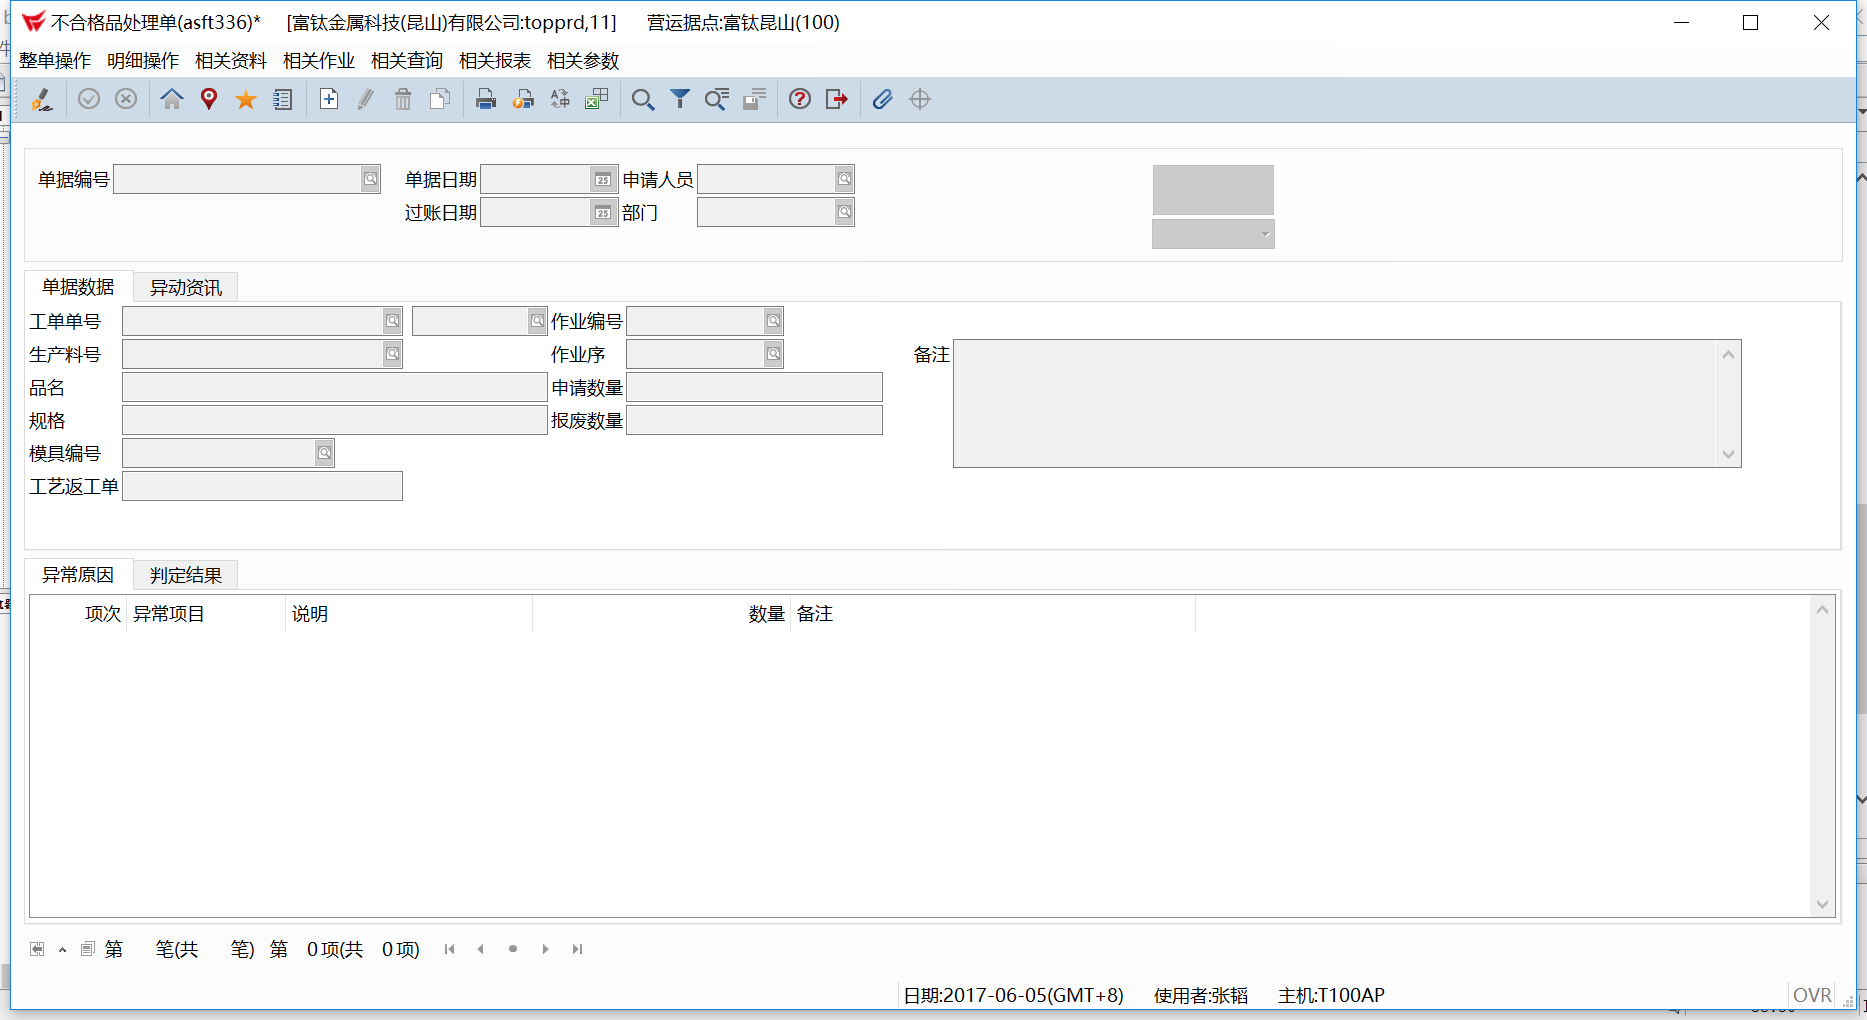 不合格品处理单(asft336)* [富钛金属科技(昆山)有限公司:topprd,11] 营运据点:富钛昆山(100)
整单操作 明细操作 相关资料 相关作业 相关查询 相关报表 相关参数
单据编号 单据日期 25 申请人员
过账日期 25 部门
单据数据 异动资讯
工单单号 作业编号
生产料号 作业序 备注
品名 申请数量
规格 报废数量
模具编号
工艺返工单
异常原因 判定结果
项次 异常项目 说明 数量 备注
第 笔(共 笔) 第 0项(共 0项)
日期:2017-06-05(GMT+8) 使用者:张韬 主机:T100AP OVR